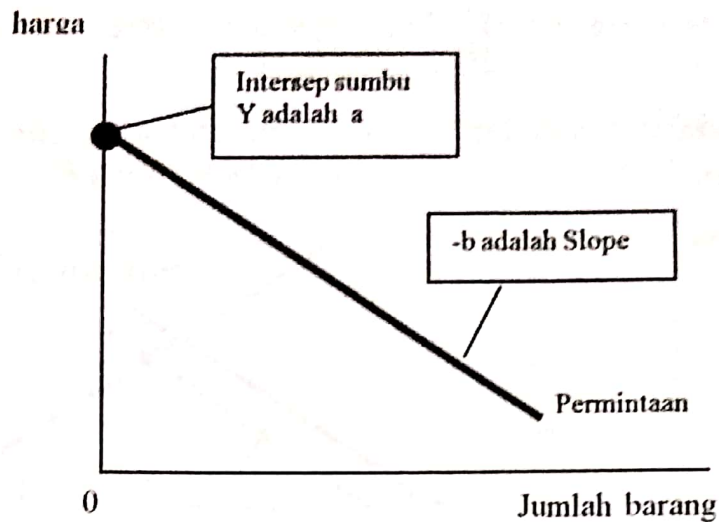 harga
Intersep sumbu
Y adalah a
-b adalah Slope
Permintaan
0
Jumlah barang